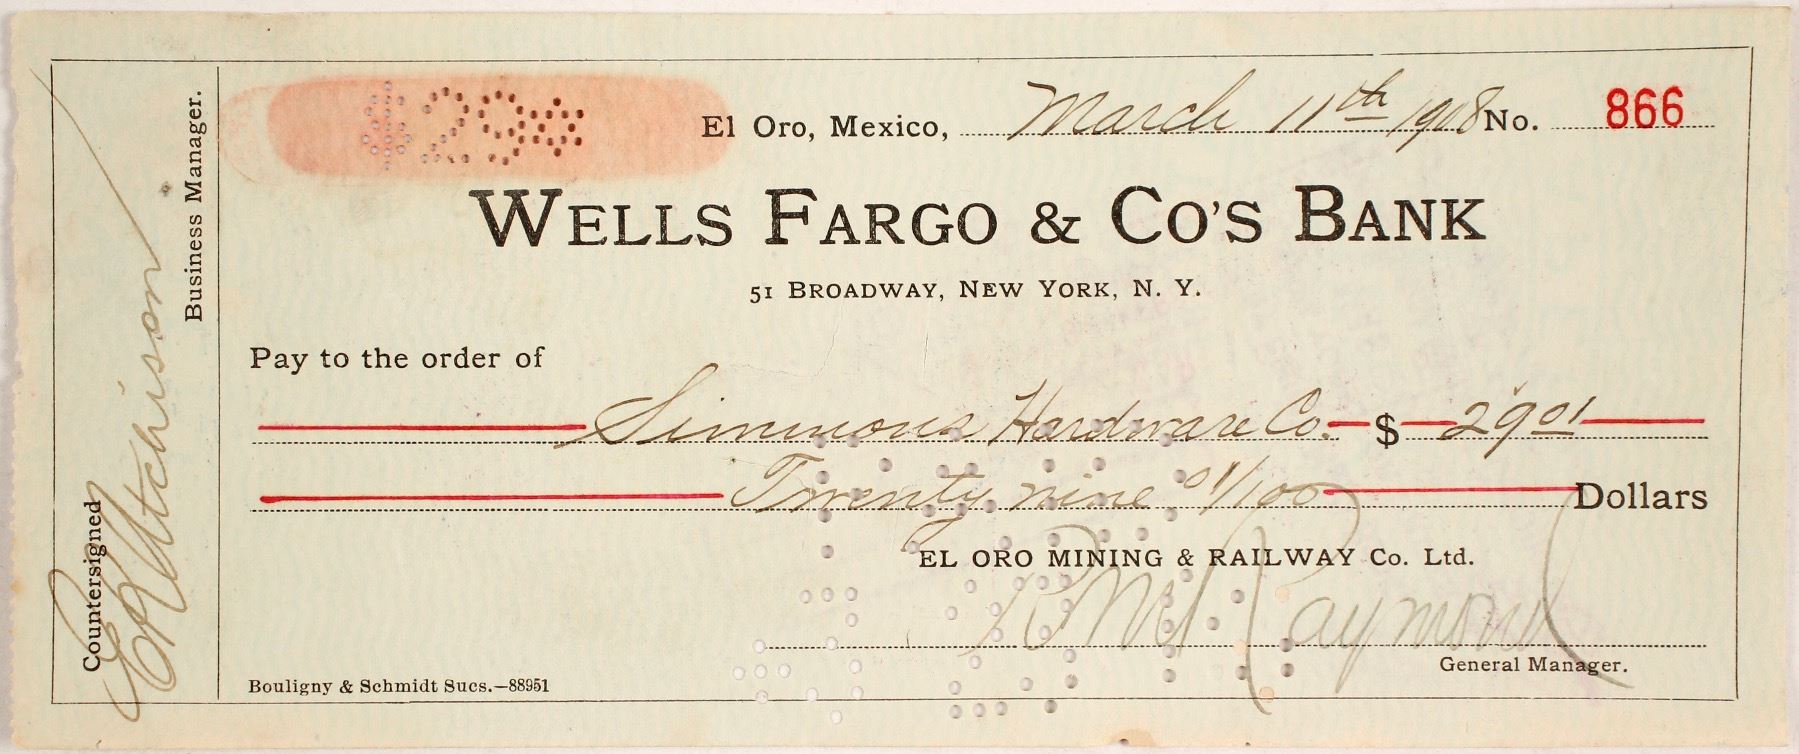 $29☆
El Oro, Mexico, March 11th 1908 No. 866
WELLS FARGO & CO'S BANK
51 BROADWAY, NEW YORK, N. Y.
Pay to the order of
Simmons Hardware Co. $ 29 01
Twenty nine 01/100 Dollars
EL ORO MINING & RAILWAY Co. Ltd.
Raymond
General Manager.
Bouligny & Schmidt Sucs.—88951
Countersigned
Business Manager.